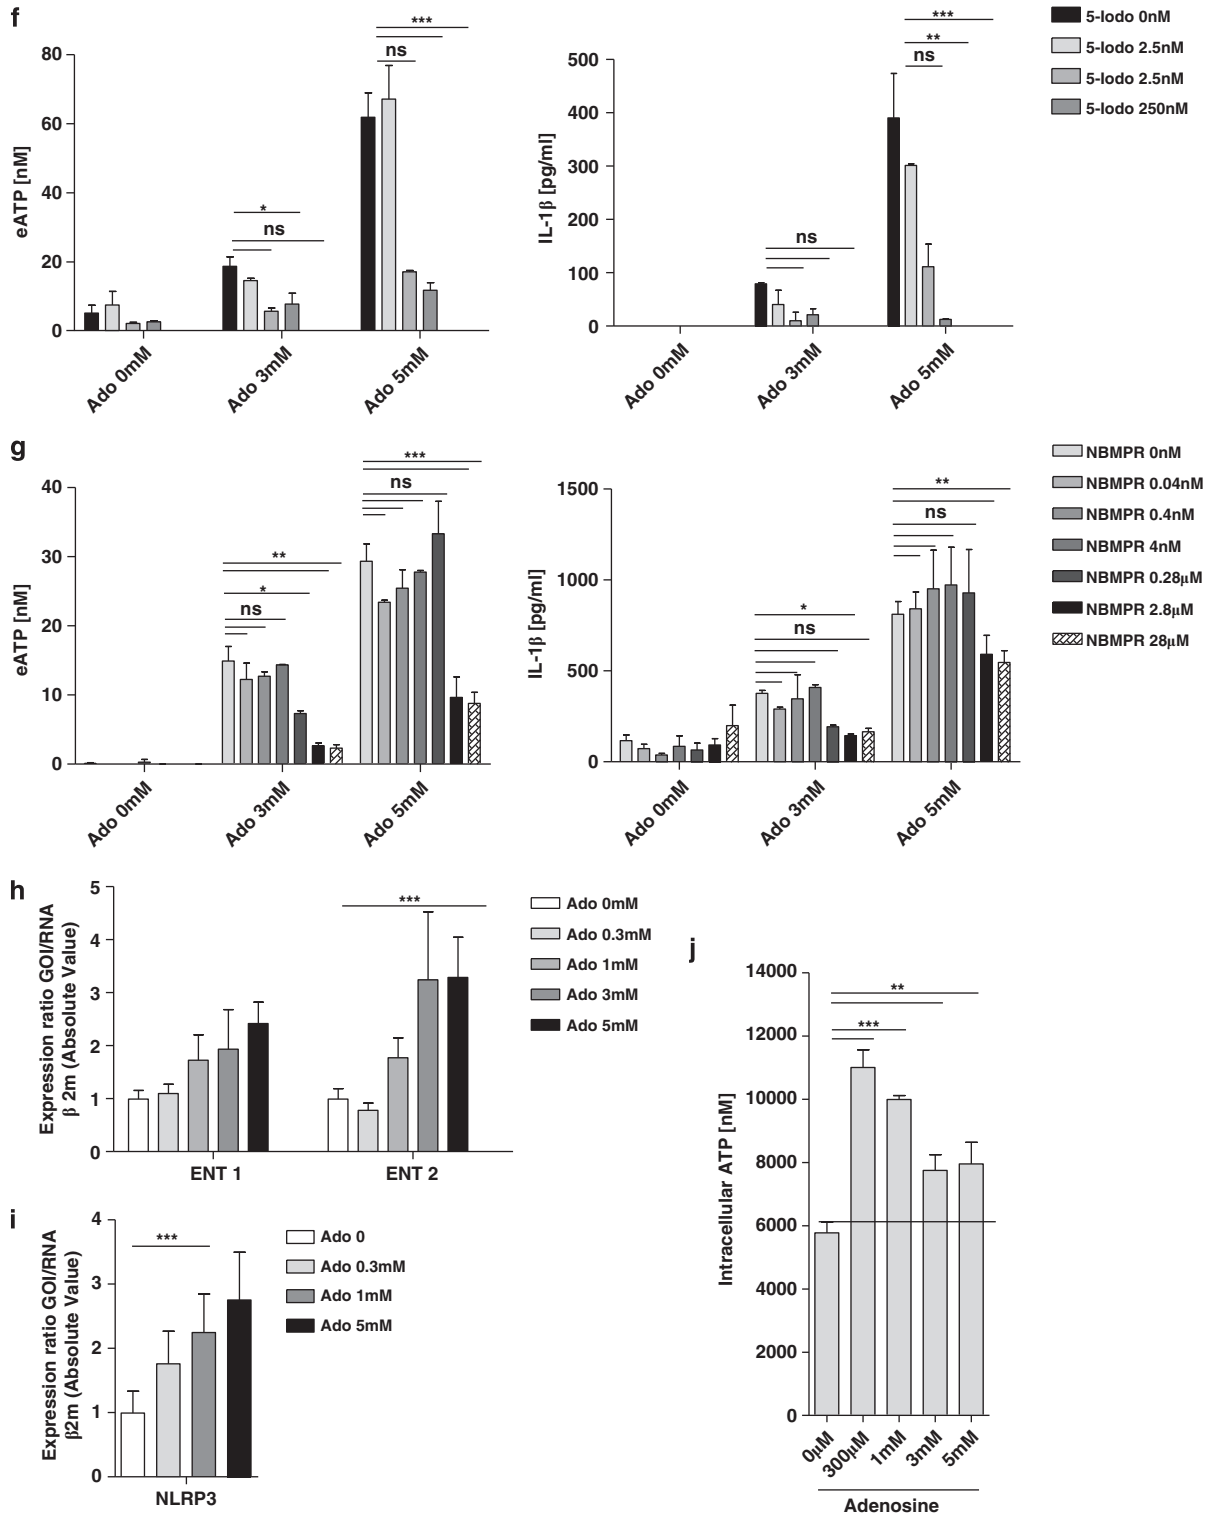 f
***
ns
*
ns
eATP [nM]
80
60
40
20
0
Ado 0mM
Ado 3mM
Ado 5mM
***
**
ns
ns
IL-1β [pg/ml]
500
400
300
200
100
0
Ado 0mM
Ado 3mM
Ado 5mM
5-Iodo 0nM
5-Iodo 2.5nM
5-Iodo 2.5nM
5-Iodo 250nM
g
***
ns
**
*
ns
eATP [nM]
40
30
20
10
0
Ado 0mM
Ado 3mM
Ado 5mM
**
ns
*
ns
IL-1β [pg/ml]
1500
1000
500
0
Ado 0mM
Ado 3mM
Ado 5mM
NBMPR 0nM
NBMPR 0.04nM
NBMPR 0.4nM
NBMPR 4nM
NBMPR 0.28μM
NBMPR 2.8μM
NBMPR 28μM
h
***
Expression ratio GOI/RNA
β 2m (Absolute Value)
5
4
3
2
1
0
ENT 1
ENT 2
Ado 0mM
Ado 0.3mM
Ado 1mM
Ado 3mM
Ado 5mM
i
***
Expression ratio GOI/RNA
β2m (Absolute Value)
4
3
2
1
0
NLRP3
Ado 0
Ado 0.3mM
Ado 1mM
Ado 5mM
j
**
***
Intracellular ATP [nM]
14000
12000
10000
8000
6000
4000
2000
0
0μM
300μM
1mM
3mM
5mM
Adenosine